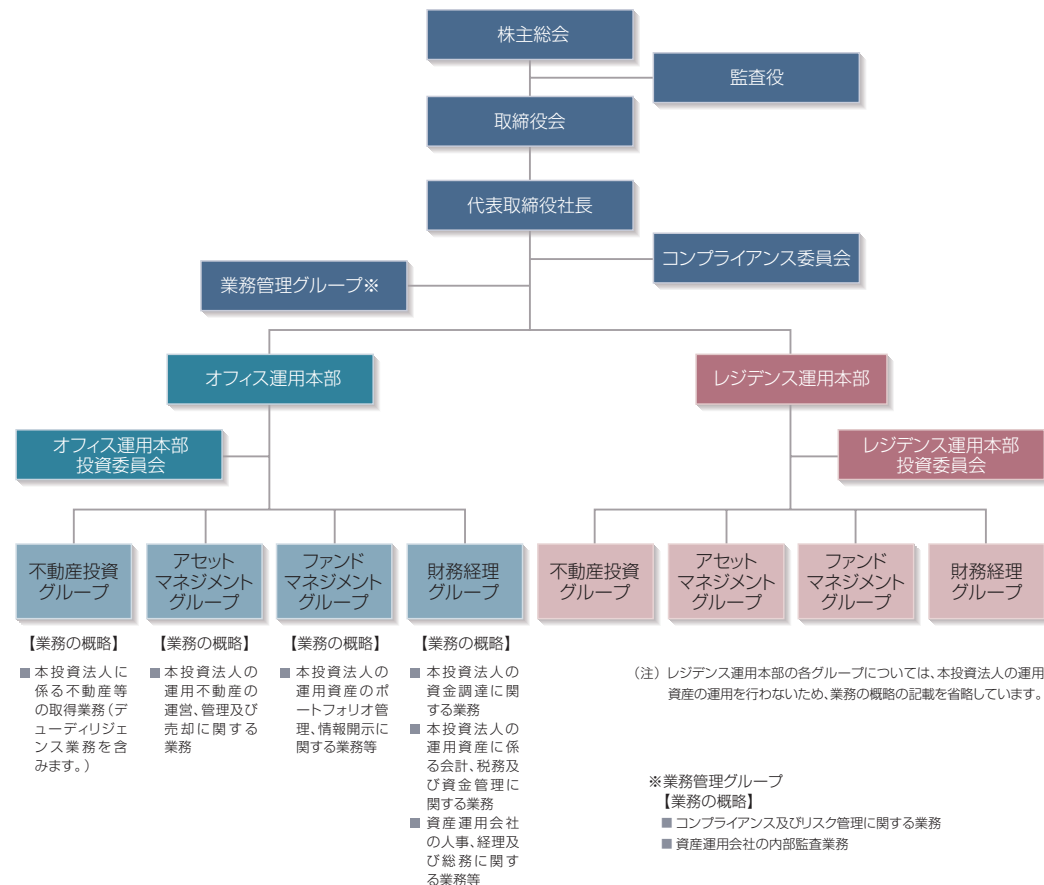 株主総会
監査役
取締役会
代表取締役社長
コンプライアンス委員会
業務管理グループ※
オフィス運用本部
レジデンス運用本部
オフィス運用本部
投資委員会
レジデンス運用本部
投資委員会
不動産投資
グループ
アセット
マネジメント
グループ
ファンド
マネジメント
グループ
財務経理
グループ
不動産投資
グループ
アセット
マネジメント
グループ
ファンド
マネジメント
グループ
財務経理
グループ
【業務の概略】
■本投資法人に
係る不動産等
の取得業務(デ
ューディリジェ
ンス業務を含
みます。)
【業務の概略】
■本投資法人の
運用不動産の
運営、管理及び
売却に関する
業務
【業務の概略】
■本投資法人の
運用資産のポ
ートフォリオ管
理、情報開示に
関する業務等
【業務の概略】
■本投資法人の
資金調達に関
する業務
■本投資法人の
運用資産に係
る会計、税務及
び資金管理に
関する業務
■資産運用会社
の人事、経理及
び総務に関す
る業務等
(注)レジデンス運用本部の各グループについては、本投資法人の運用
資産の運用を行わないため、業務の概略の記載を省略しています。
※業務管理グループ
【業務の概略】
■コンプライアンス及びリスク管理に関する業務
■資産運用会社の内部監査業務